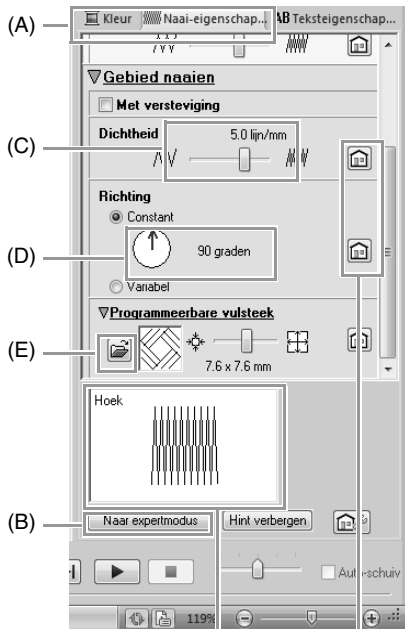 (A)
Kleur Naai-eigenschap... AB Teksteigenschap...
Gebied naaien
Met versteviging
(C)
Dichtheid 5.0 lijn/mm
Richting
Constant
(D)
90 graden
Variabel
Programmeerbare vulsteek
(E)
7.6 x 7.6 mm
Hoek
(B)
Naar expertmodus Hint verbergen
Auto-schuiv
119%